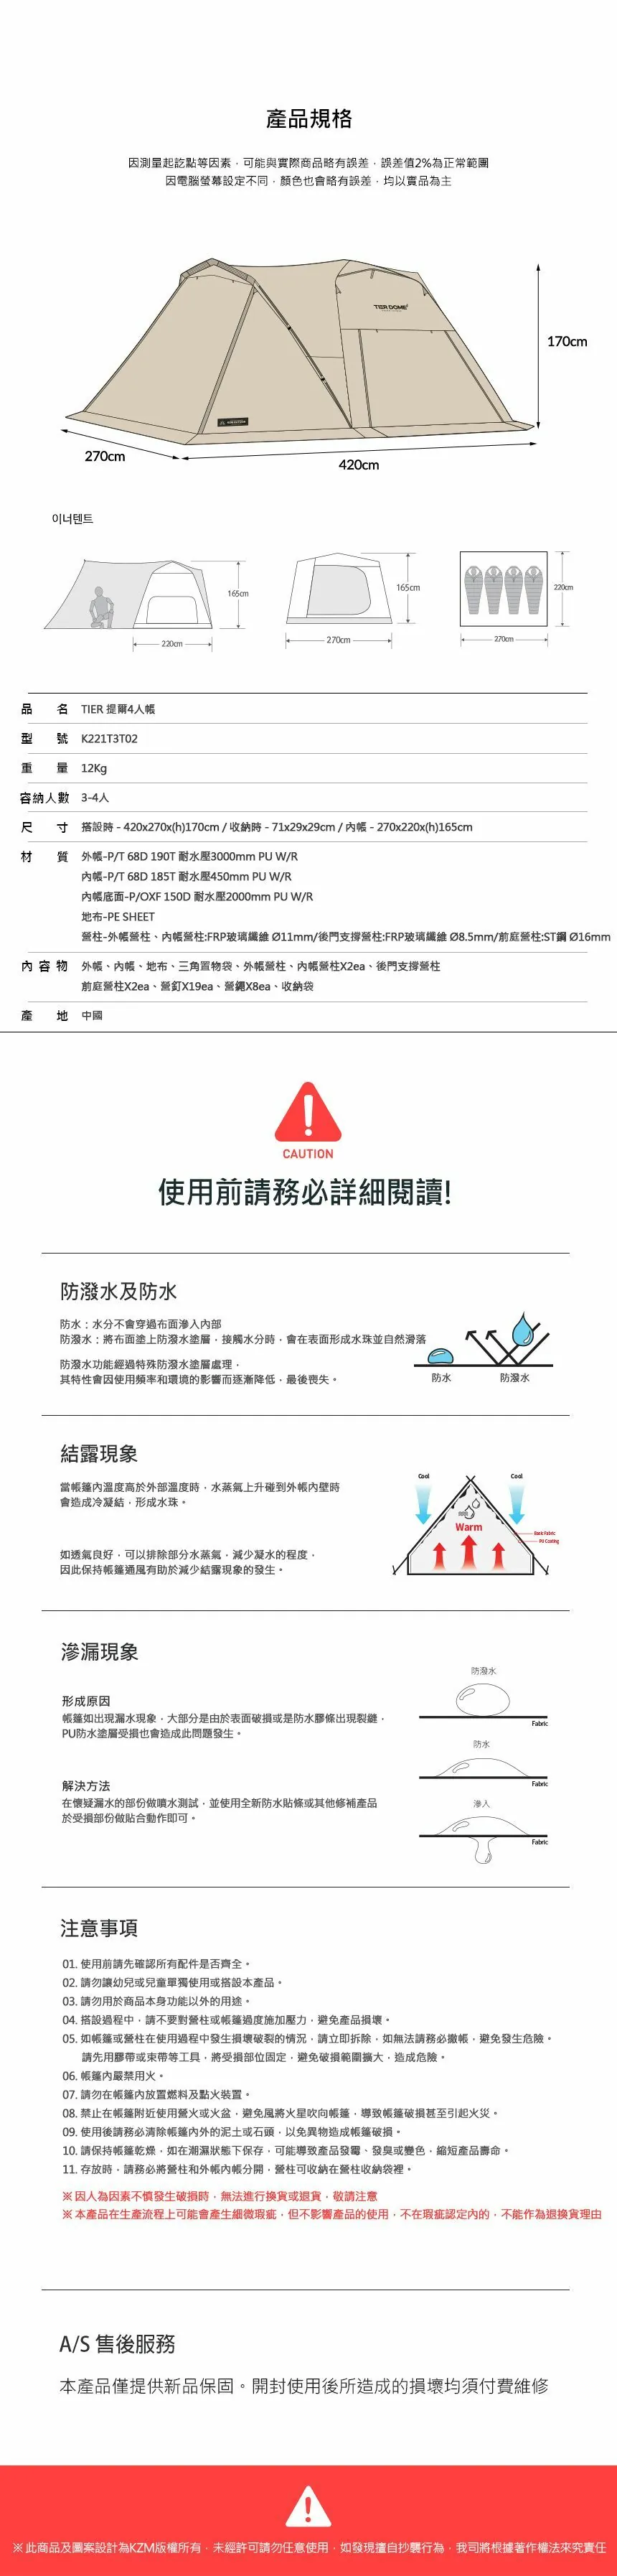 產品規格
因測量起訖點等因素，可能與實際商品略有誤差，誤差值2%為正常範圍
因電腦螢幕設定不同，顏色也會略有誤差，均以實品為主
TIER DOME
170cm
270cm
420cm
이너텐트
165cm
220cm
165cm
270cm
220cm
270cm
品名 TIER 提爾4人帳
型號 K221T3T02
重量 12Kg
容納人數 3-4人
尺寸 搭設時 - 420x270x(h)170cm / 收納時 - 71x29x29cm / 內帳 - 270x220x(h)165cm
材質 外帳-P/T 68D 190T 耐水壓3000mm PU W/R
內帳-P/T 68D 185T 耐水壓450mm PU W/R
內帳底面-P/OXF 150D 耐水壓2000mm PU W/R
地布-PE SHEET
營柱-外帳營柱、內帳營柱:FRP玻璃纖維 Ø11mm/後門支撐營柱:FRP玻璃纖維 Ø8.5mm/前庭營柱:ST鋼 Ø16mm
內容物 外帳、內帳、地布、三角置物袋、外帳營柱、內帳營柱X2ea、後門支撐營柱
前庭營柱X2ea、營釘X19ea、營繩X8ea、收納袋
產地 中國
CAUTION
使用前請務必詳細閱讀!
防潑水及防水
防水：水分不會穿過布面滲入內部
防潑水：將布面塗上防潑水塗層，接觸水分時，會在表面形成水珠並自然滑落
防潑水功能經過特殊防潑水塗層處理，
其特性會因使用頻率和環境的影響而逐漸降低，最後喪失。
防水
防潑水
結露現象
當帳篷內溫度高於外部溫度時，水蒸氣上升碰到外帳內壁時
會造成冷凝結，形成水珠。
如透氣良好，可以排除部分水蒸氣，減少凝水的程度，
因此保持帳篷通風有助於減少結露現象的發生。
Cool
Cool
Warm
Basic Fabric
PU Coating
滲漏現象
形成原因
帳篷如出現漏水現象，大部分是由於表面破損或是防水膠條出現裂縫，
PU防水塗層受損也會造成此問題發生。
解決方法
在懷疑漏水的部份做噴水測試，並使用全新防水貼條或其他修補產品
於受損部份做貼合動作即可。
防潑水
Fabric
防水
Fabric
滲入
Fabric
注意事項
01. 使用前請先確認所有配件是否齊全。
02. 請勿讓幼兒或兒童單獨使用或搭設本產品。
03. 請勿用於商品本身功能以外的用途。
04. 搭設過程中，請不要對營柱或帳篷過度施加壓力，避免產品損壞。
05. 如帳篷或營柱在使用過程中發生損壞破裂的情況，請立即拆除，如無法請務必撤帳，避免發生危險。
請先用膠帶或束帶等工具，將受損部位固定，避免破損範圍擴大，造成危險。
06. 帳篷內嚴禁用火。
07. 請勿在帳篷內放置燃料及點火裝置。
08. 禁止在帳篷附近使用營火或火盆，避免風將火星吹向帳篷，導致帳篷破損甚至引起火災。
09. 使用後請務必清除帳篷內外的泥土或石頭，以免異物造成帳篷破損。
10. 請保持帳篷乾燥，如在潮濕狀態下保存，可能導致產品發霉、發臭或變色，縮短產品壽命。
11. 存放時，請務必將營柱和外帳內帳分開，營柱可收納在營柱收納袋裡。
※ 因人為因素不慎發生破損時，無法進行換貨或退貨，敬請注意
※ 本產品在生產流程上可能會產生細微瑕疵，但不影響產品的使用，不在瑕疵認定內的，不能作為退換貨理由
A/S 售後服務
本產品僅提供新品保固。開封使用後所造成的損壞均須付費維修
※ 此商品及圖案設計為KZM版權所有，未經許可請勿任意使用，如發現擅自抄襲行為，我司將根據著作權法來究責任